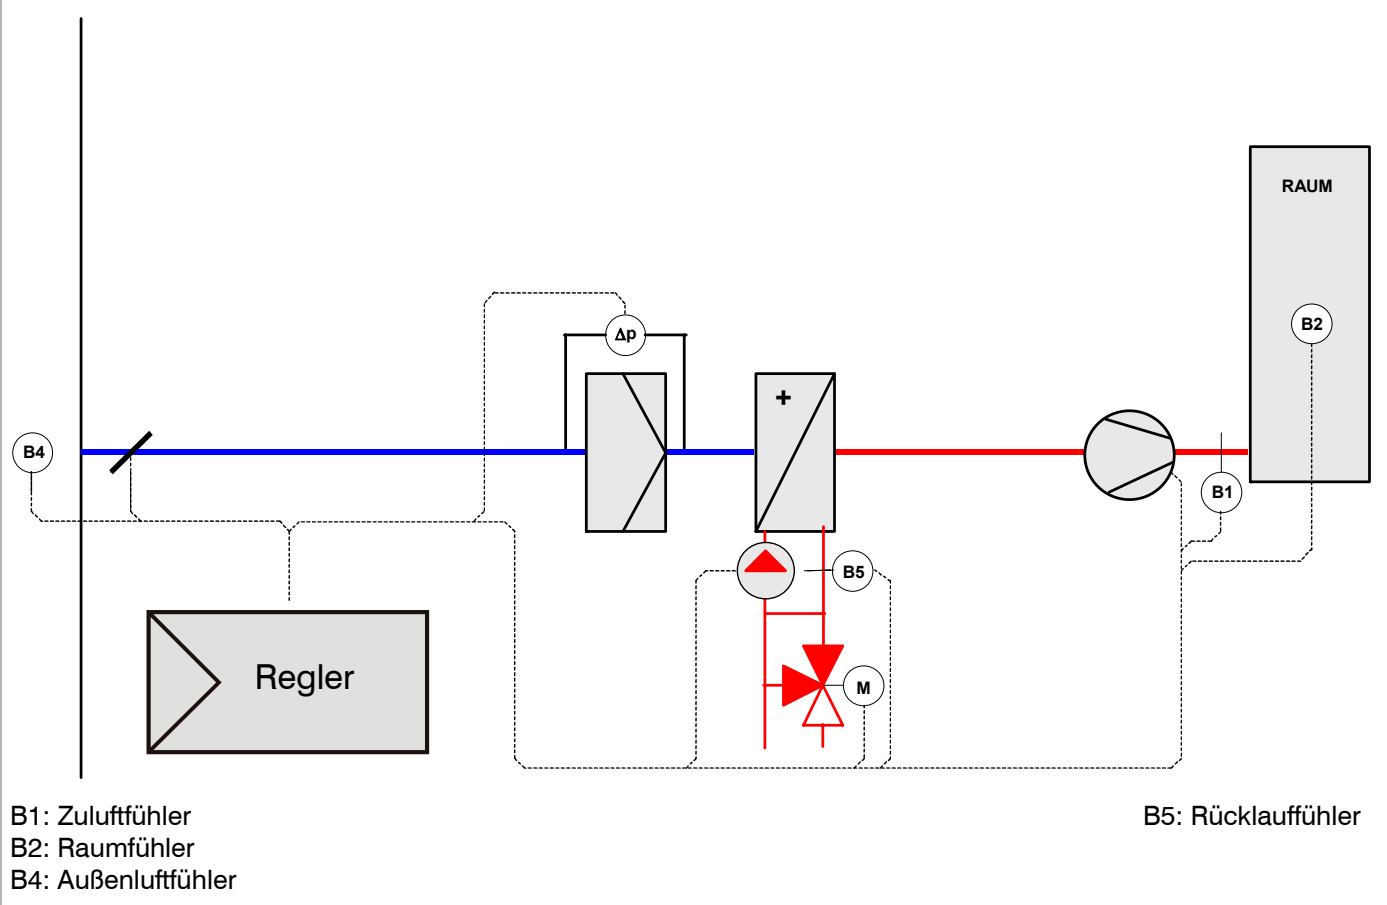 RAUM
B2
Δp
+
B4
B1
B5
M
Regler
B1: Zuluftfühler
B2: Raumfühler
B4: Außenluftfühler
B5: Rücklauffühler